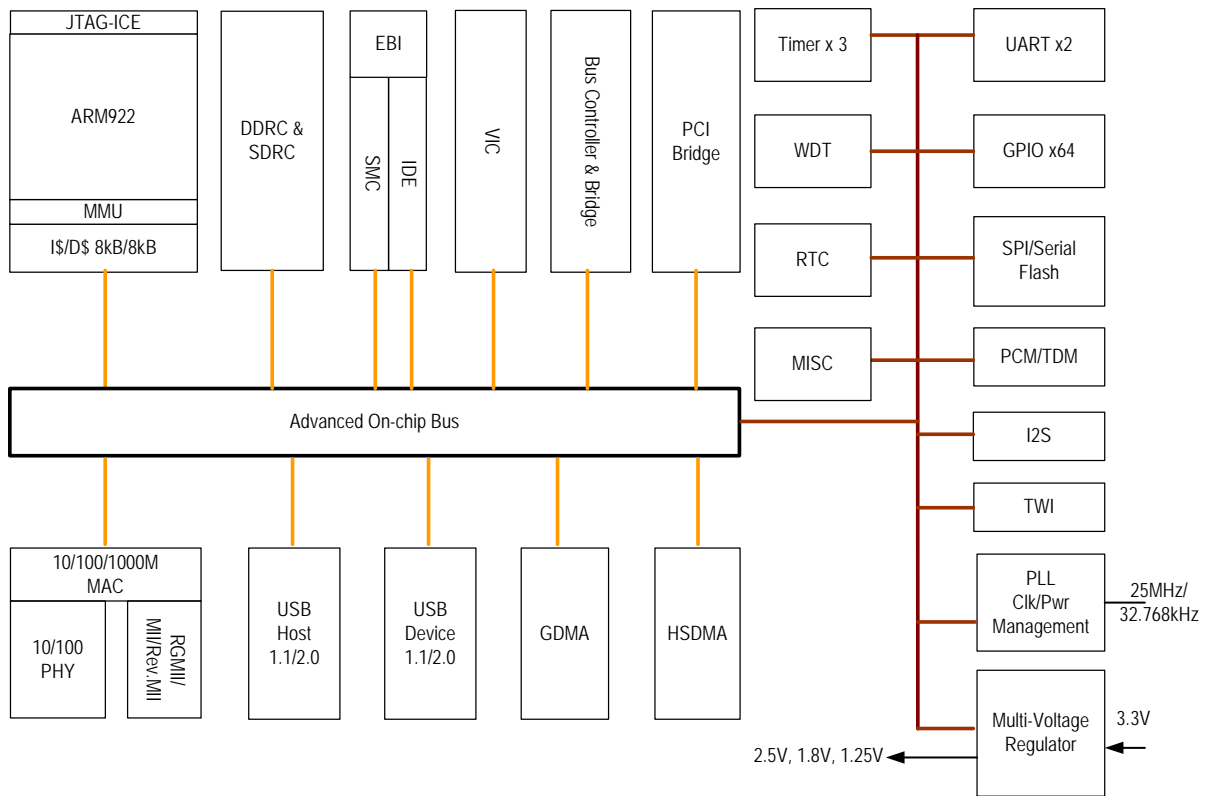 JTAG-ICE
ARM922
MMU
I$/D$ 8kB/8kB
DDRC &
SDRC
EBI
SMC
IDE
VIC
Bus Controller & Bridge
PCI
Bridge
Timer x 3
UART x2
WDT
GPIO x64
RTC
SPI/Serial
Flash
MISC
PCM/TDM
Advanced On-chip Bus
I2S
TWI
10/100/1000M
MAC
10/100
PHY
RGMII/
MII/Rev.MII
USB
Host
1.1/2.0
USB
Device
1.1/2.0
GDMA
HSDMA
PLL
Clk/Pwr
Management
25MHz/
32.768kHz
Multi-Voltage
Regulator
3.3V
2.5V, 1.8V, 1.25V